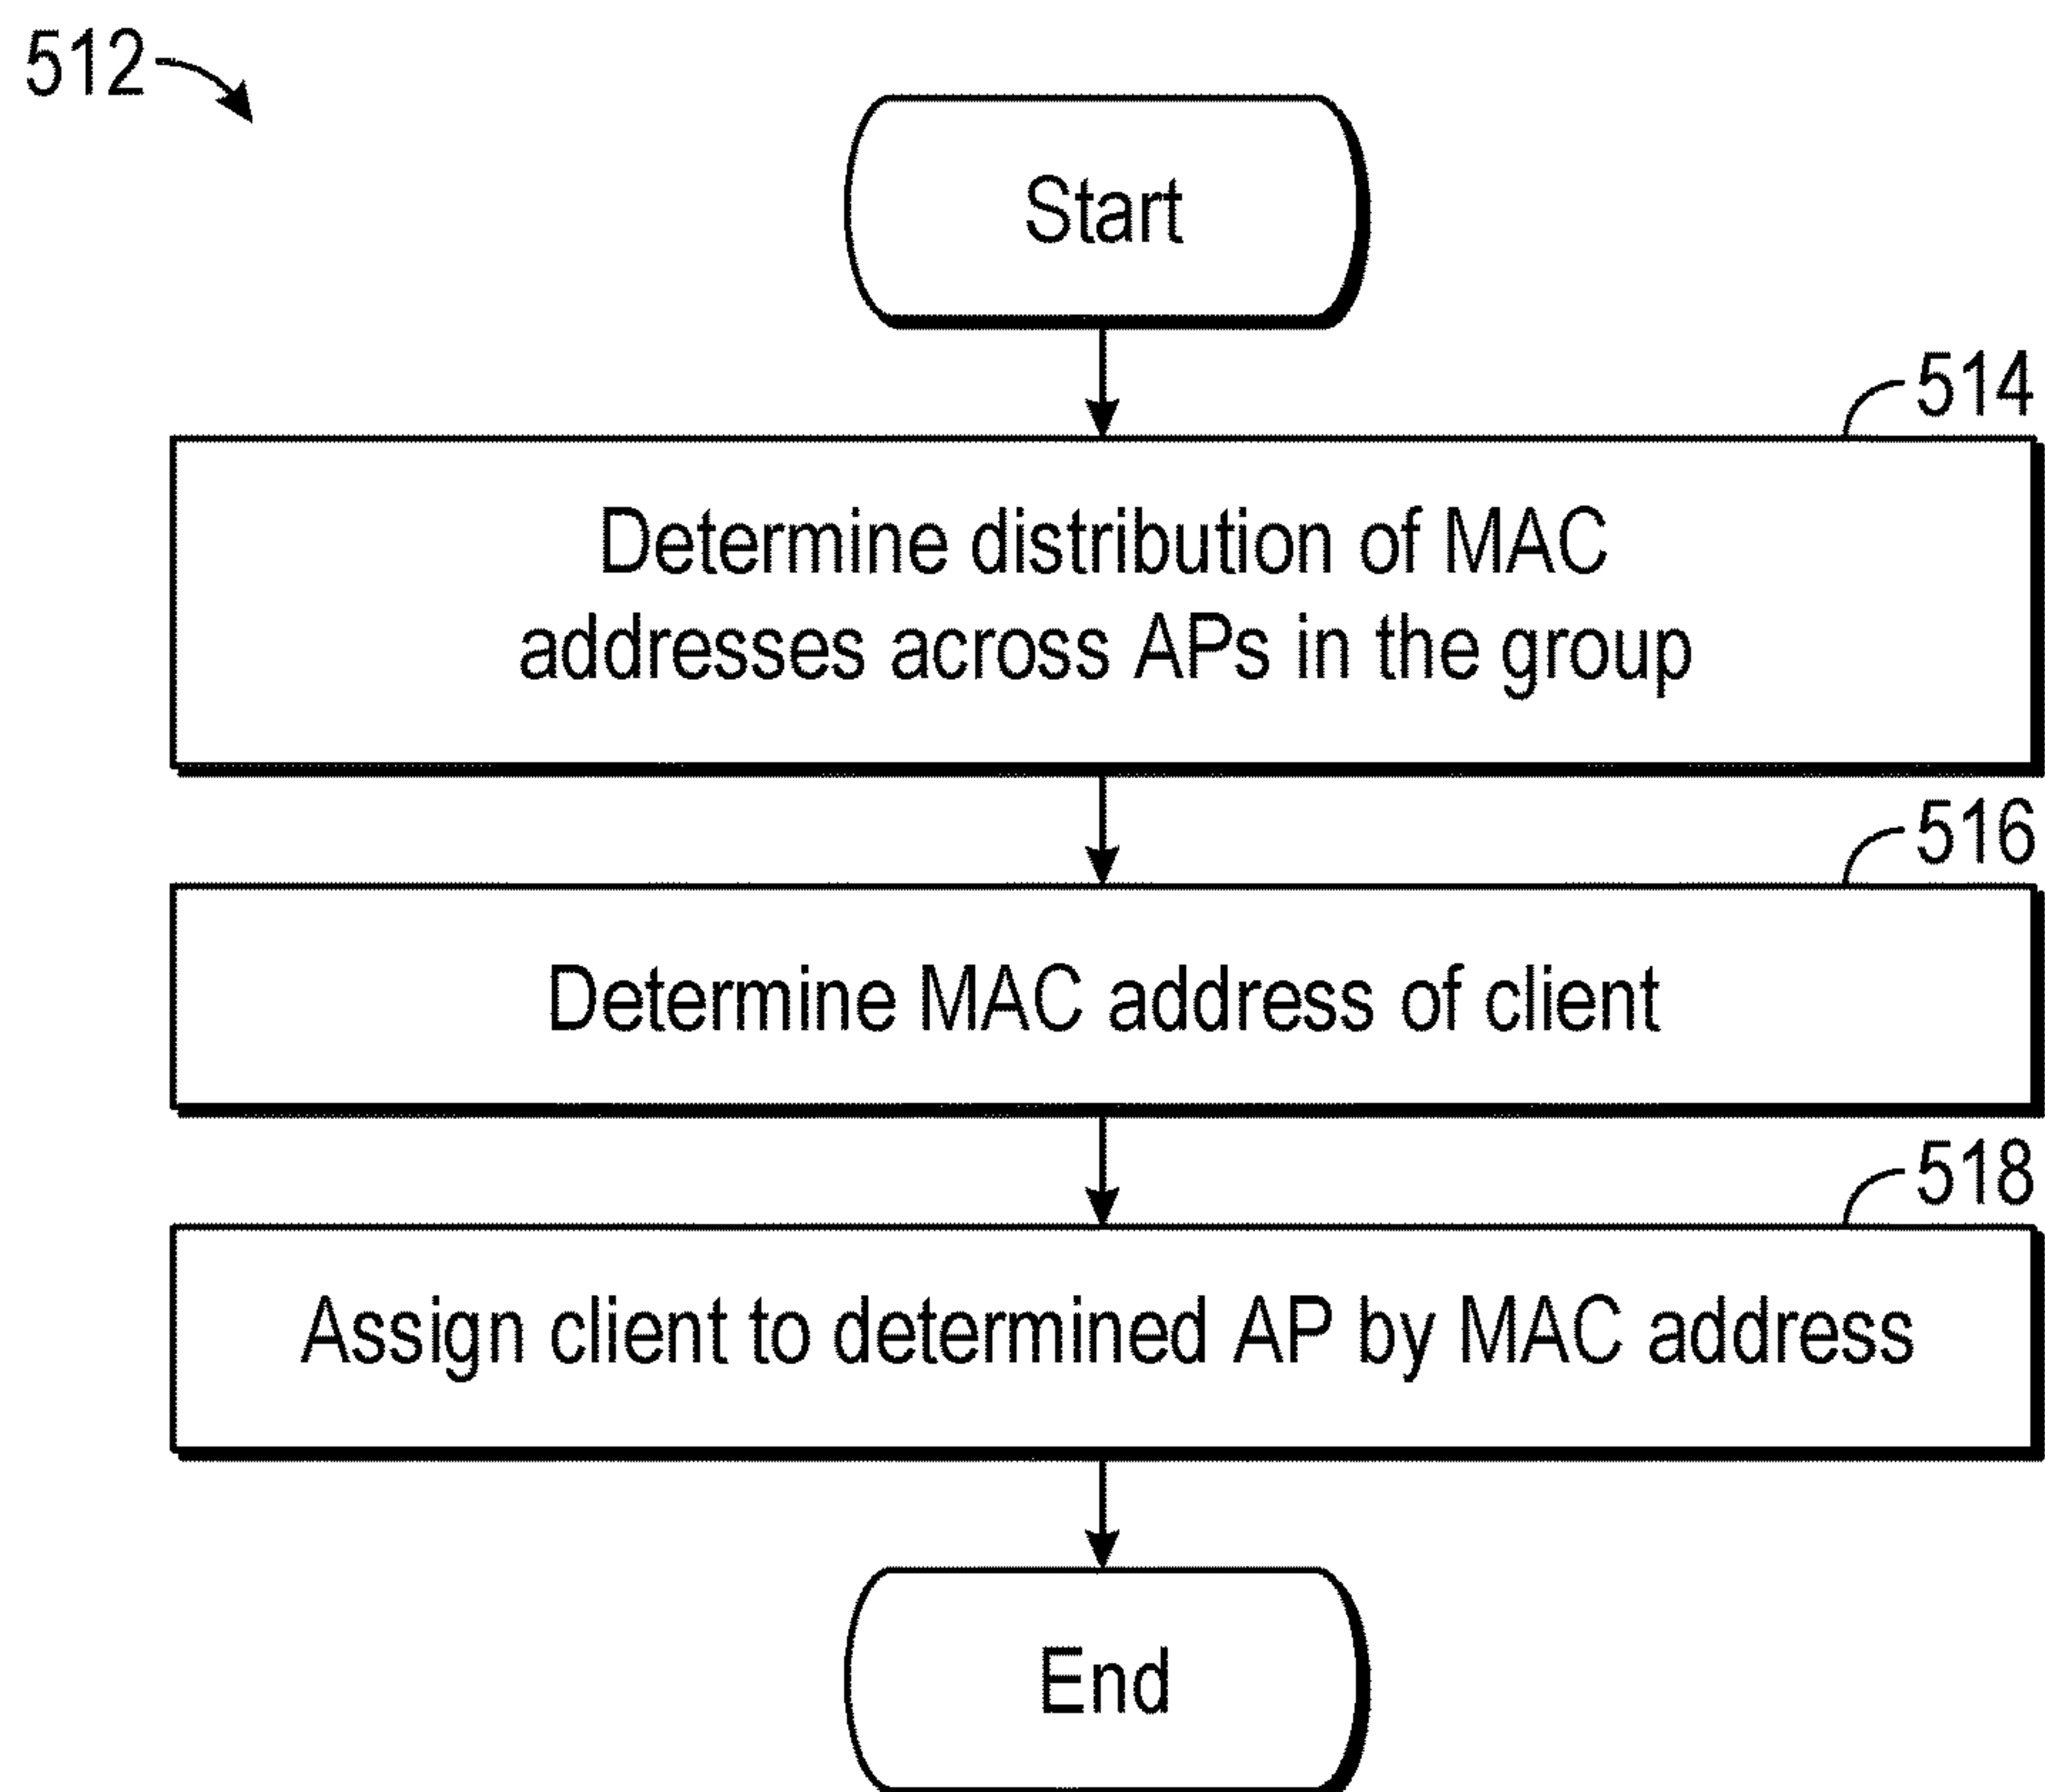 512
Start
514
Determine distribution of MAC
addresses across APs in the group
516
Determine MAC address of client
518
Assign client to determined AP by MAC address
End